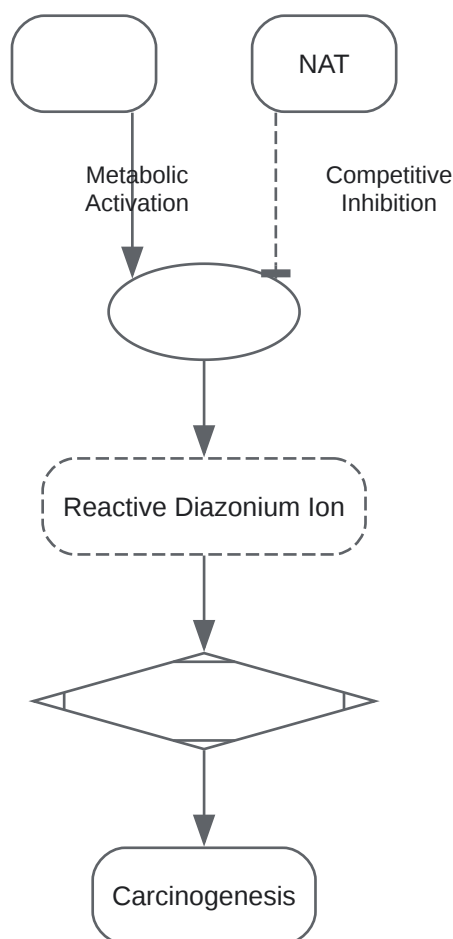 NAT
Metabolic
Activation
Competitive
Inhibition
Reactive Diazonium Ion
Carcinogenesis